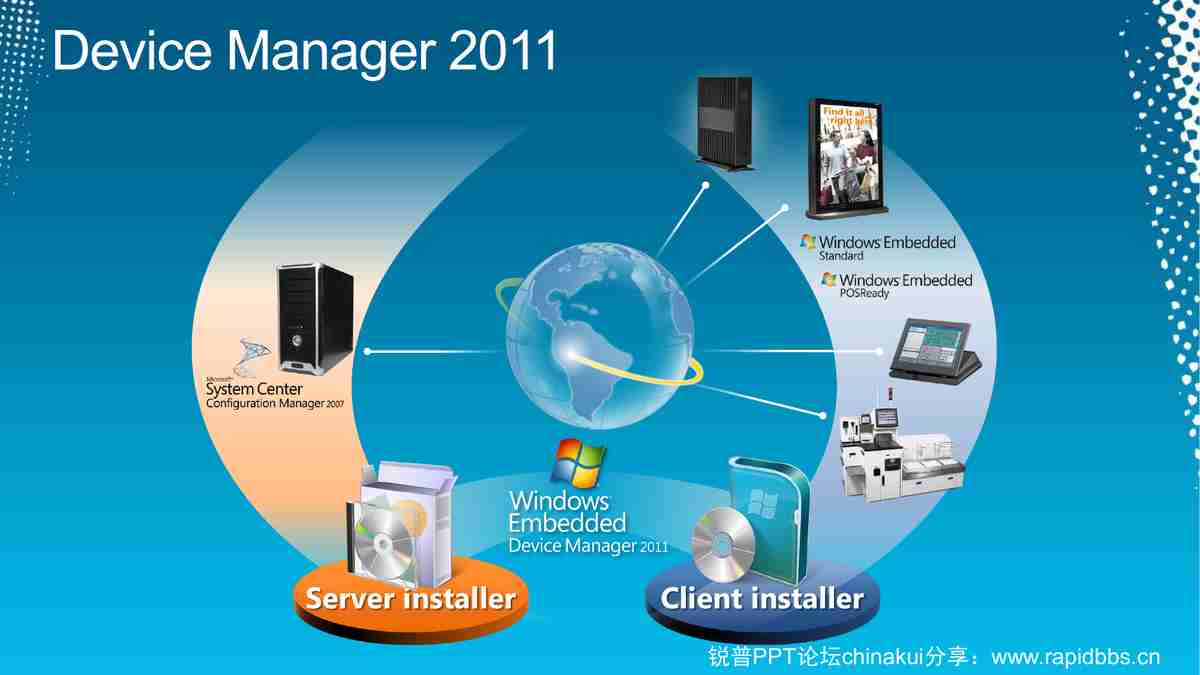 Device Manager 2011
Find it all
right here
Windows Embedded
Standard
Windows Embedded
POSReady
Microsoft
System Center
Configuration Manager 2007
Windows
Embedded
Device Manager 2011
Server installer
Client installer
锐普PPT论坛chinakui分享：www.rapidbbs.cn